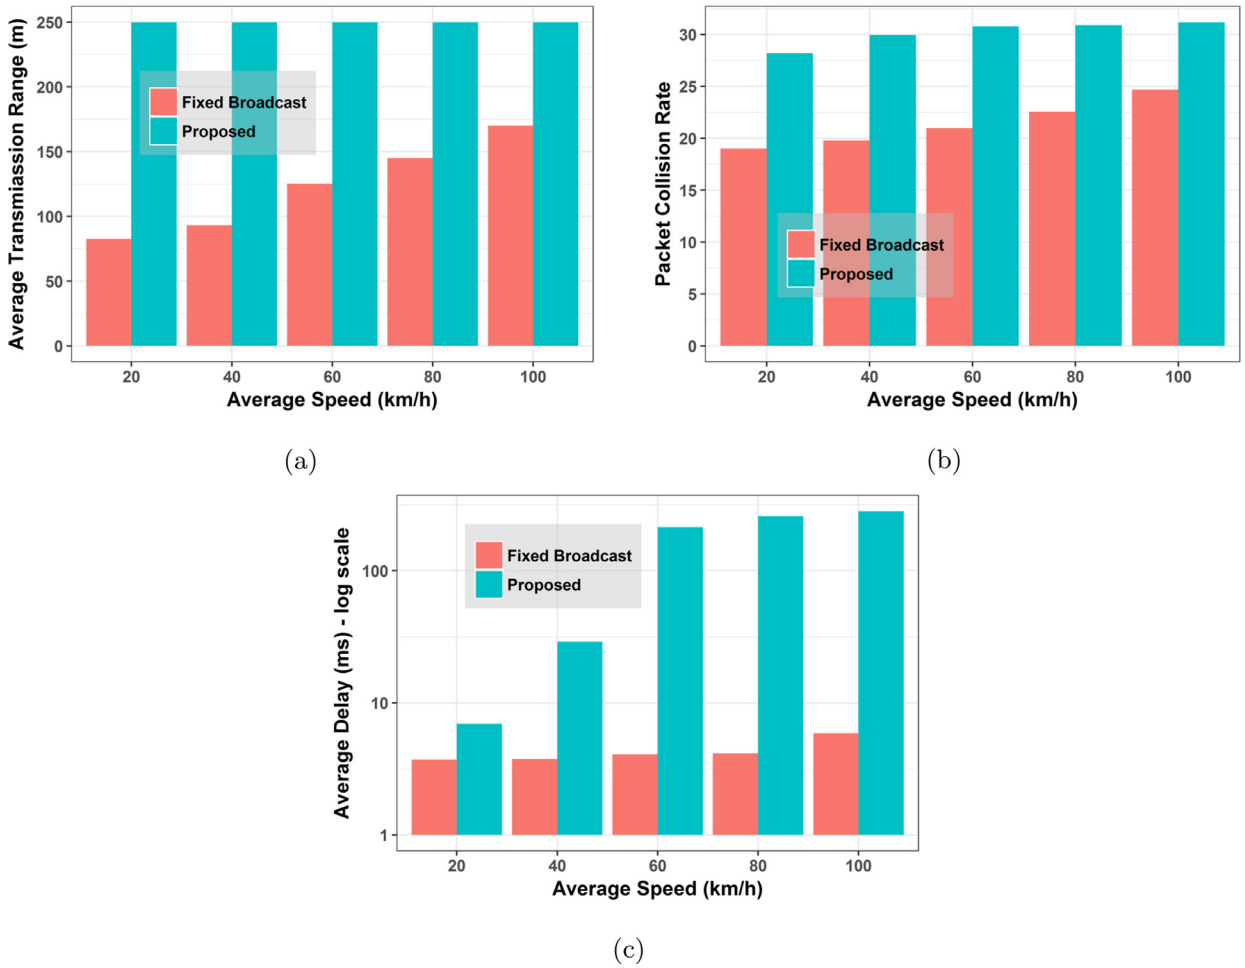 Average Transmiassion Range (m)
250
200
150
100
50
0
Fixed Broadcast
Proposed
20 40 60 80 100
Average Speed (km/h)
(a)
Packet Collision Rate
30
25
20
15
10
5
0
Fixed Broadcast
Proposed
20 40 60 80 100
Average Speed (km/h)
(b)
Average Delay (ms) - log scale
100
10
1
Fixed Broadcast
Proposed
20 40 60 80 100
Average Speed (km/h)
(c)